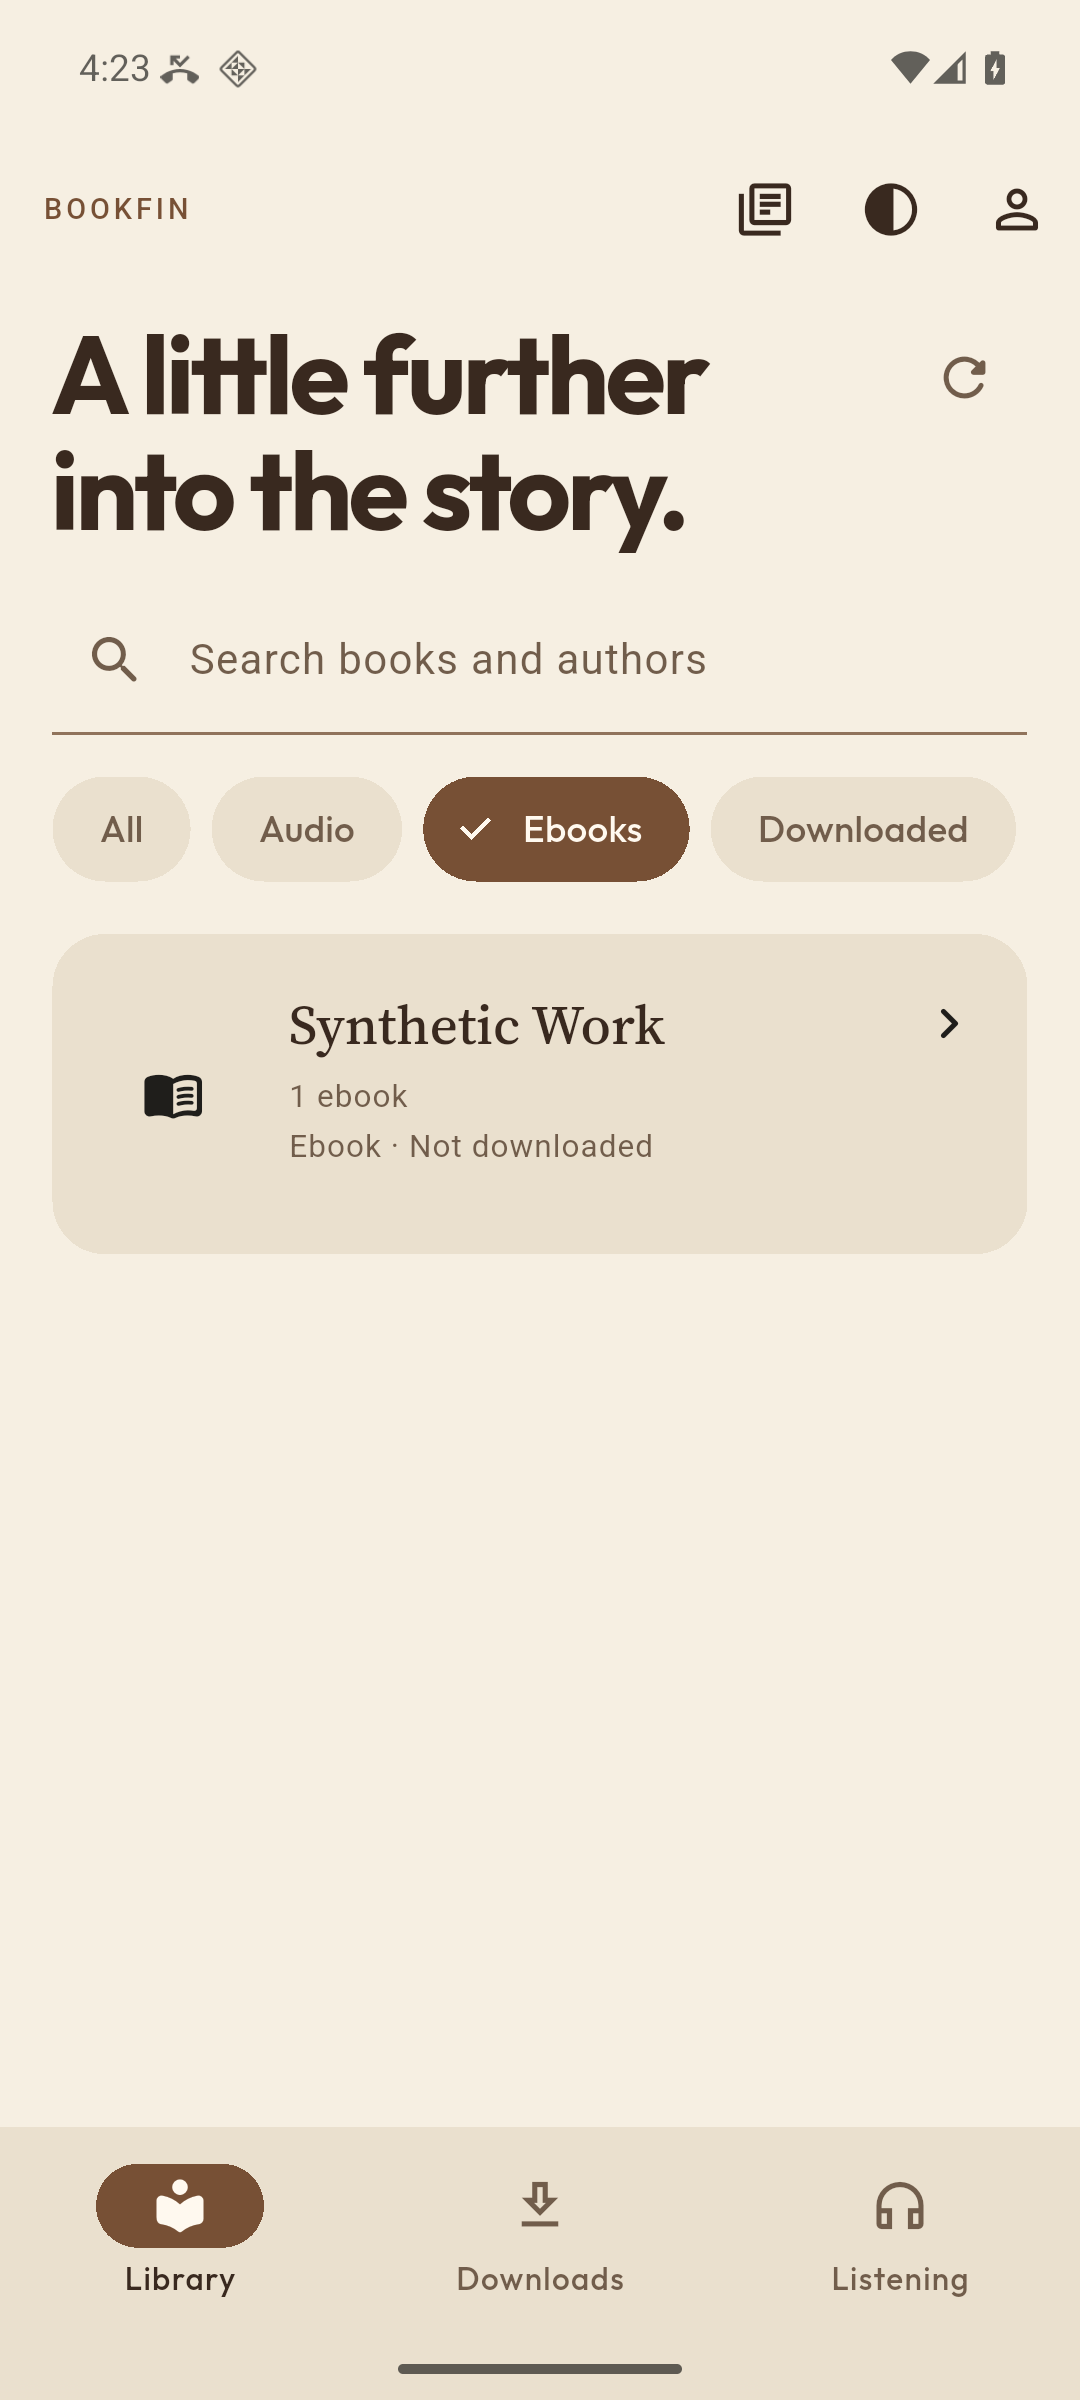 4:23
BOOKFIN
A little further
into the story.
Search books and authors
All
Audio
Ebooks
Downloaded
Synthetic Work
1 ebook
Ebook · Not downloaded
Library
Downloads
Listening